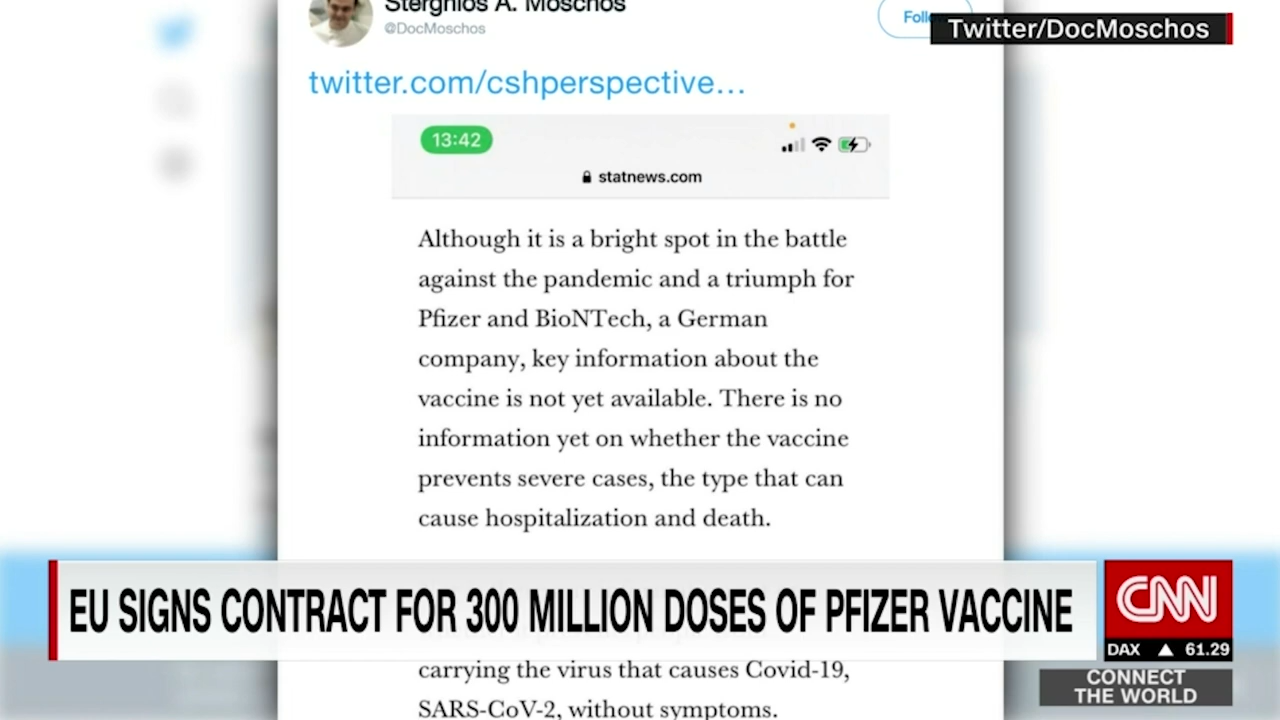 Sterghios A. Moschos
@DocMoschos
Twitter/DocMoschos
twitter.com/cshperspective…
13:42
statnews.com
Although it is a bright spot in the battle
against the pandemic and a triumph for
Pfizer and BioNTech, a German
company, key information about the
vaccine is not yet available. There is no
information yet on whether the vaccine
prevents severe cases, the type that can
cause hospitalization and death.
EU SIGNS CONTRACT FOR 300 MILLION DOSES OF PFIZER VACCINE
CNN
DAX ▲ 61.29
CONNECT
THE WORLD
carrying the virus that causes Covid-19,
SARS-CoV-2, without symptoms.